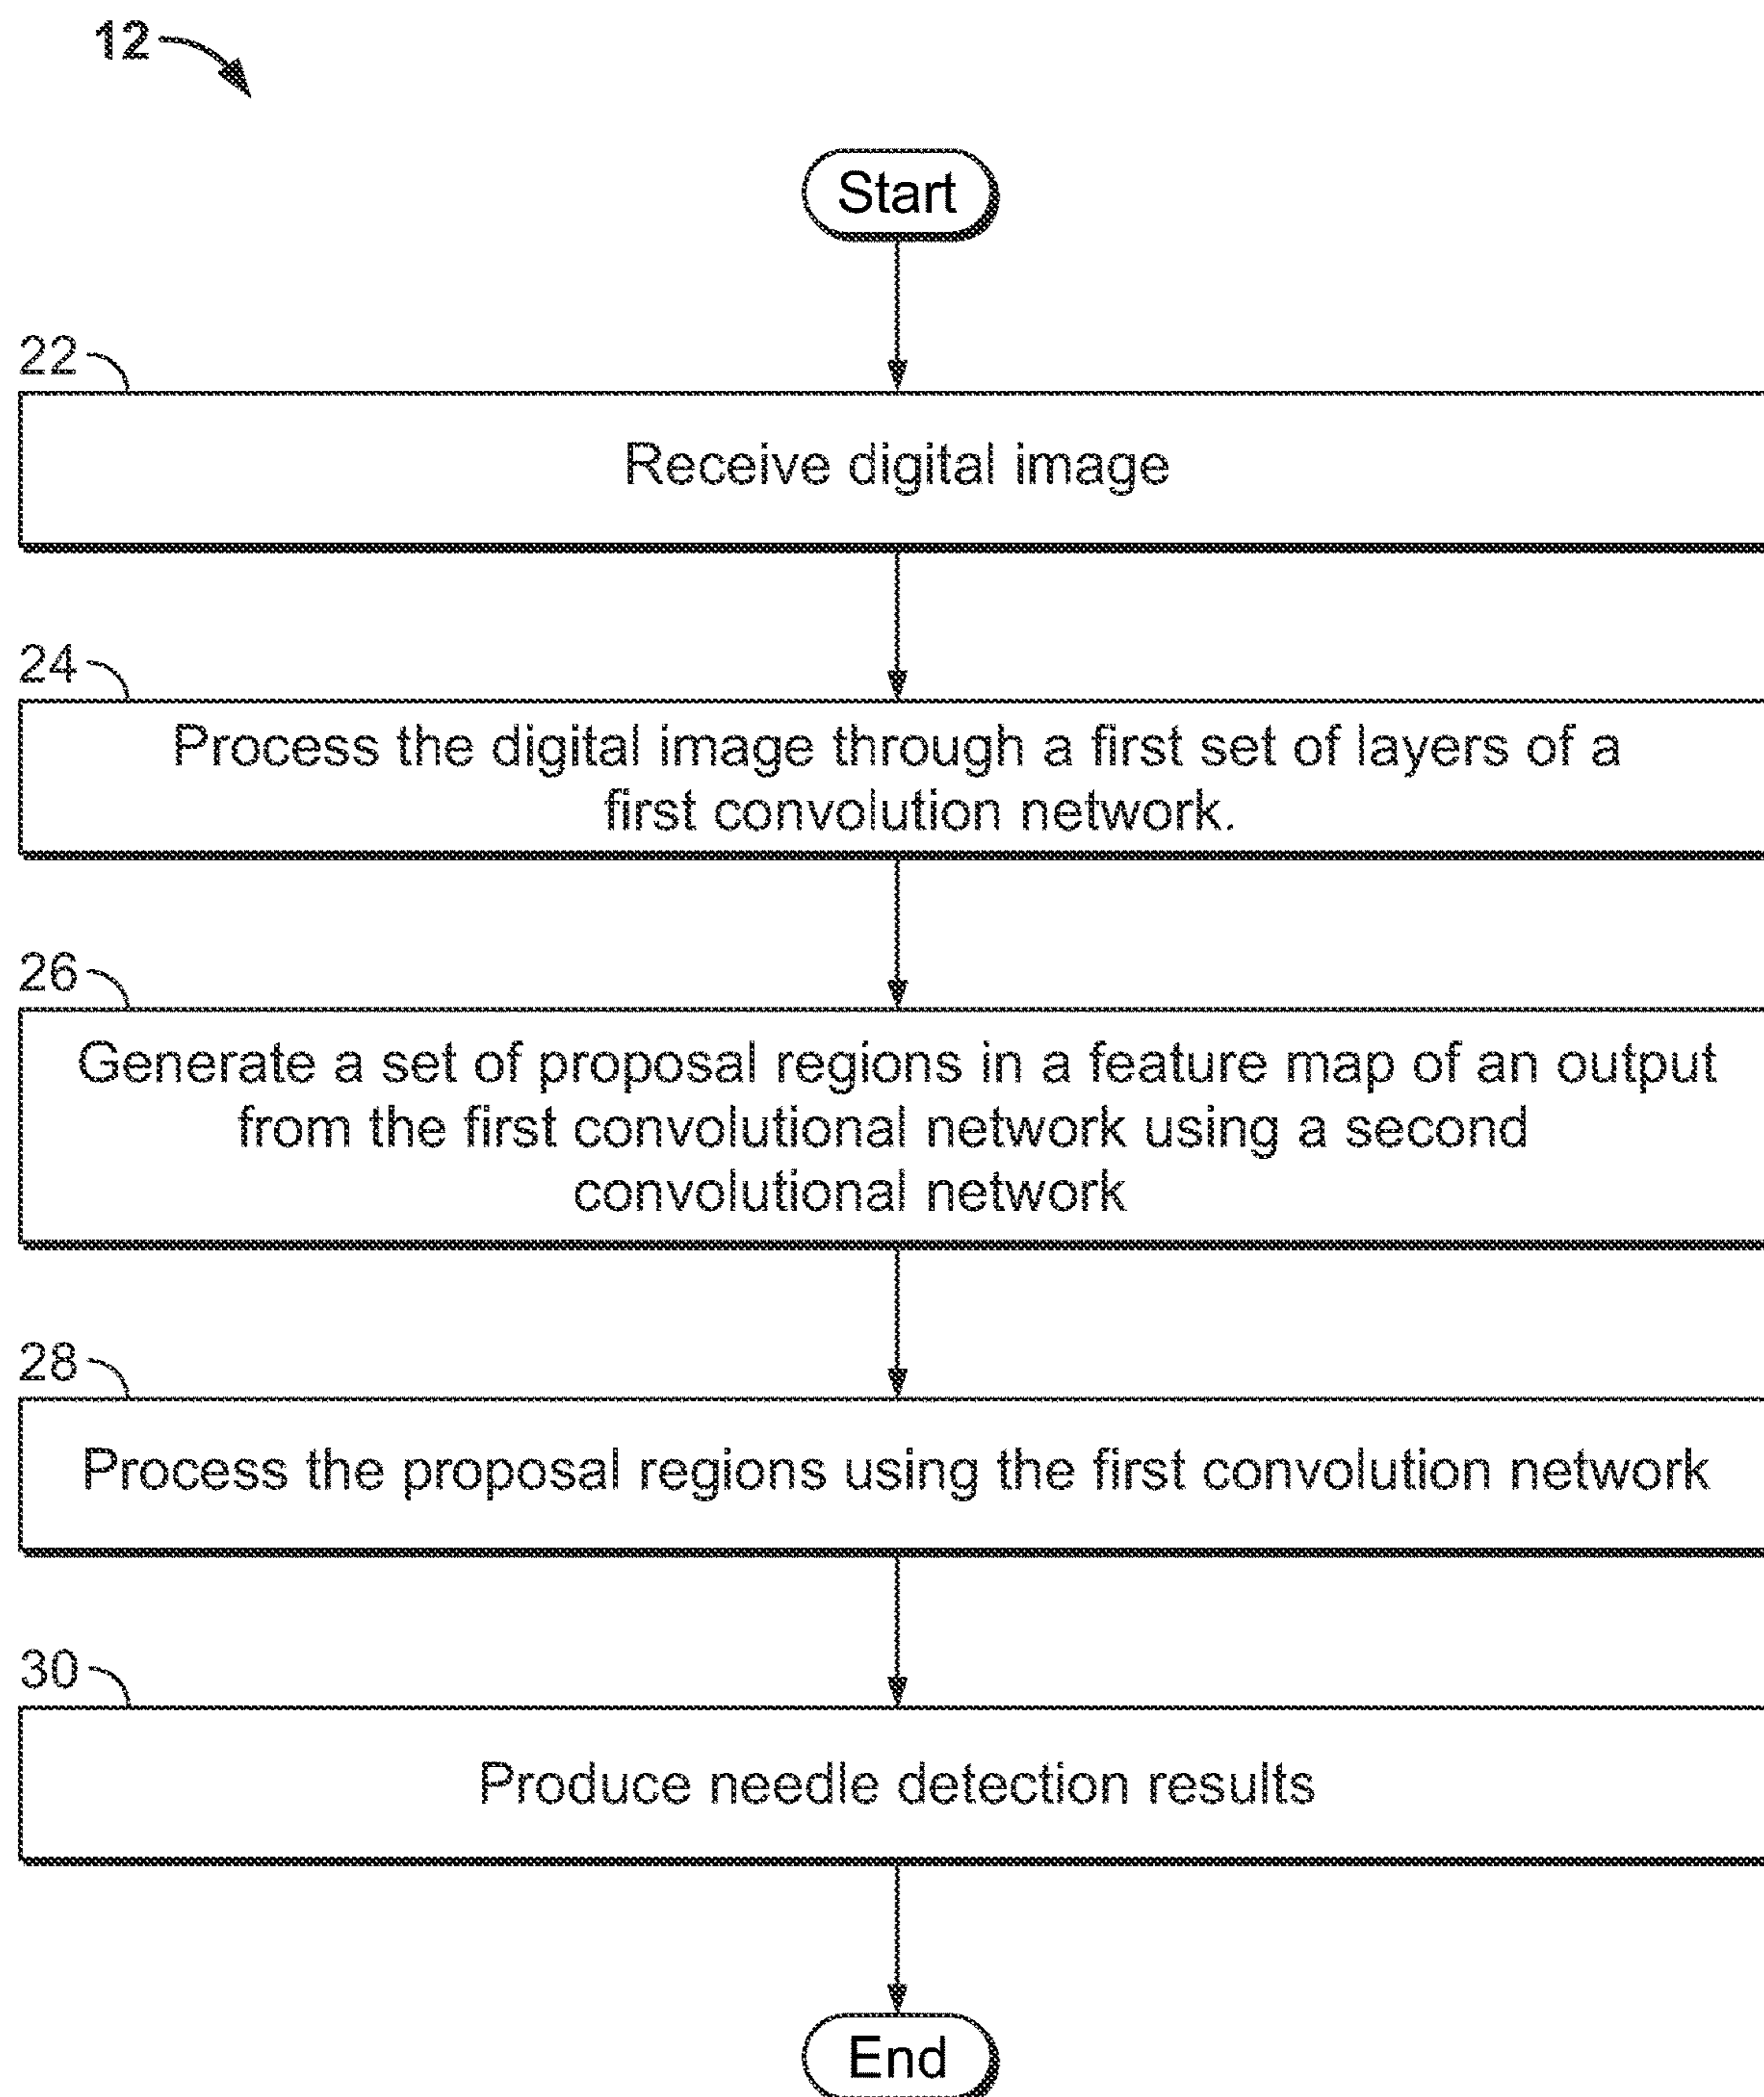 12
Start
22
Receive digital image
24
Process the digital image through a first set of layers of a
first convolution network.
26
Generate a set of proposal regions in a feature map of an output
from the first convolutional network using a second
convolutional network
28
Process the proposal regions using the first convolution network
30
Produce needle detection results
End